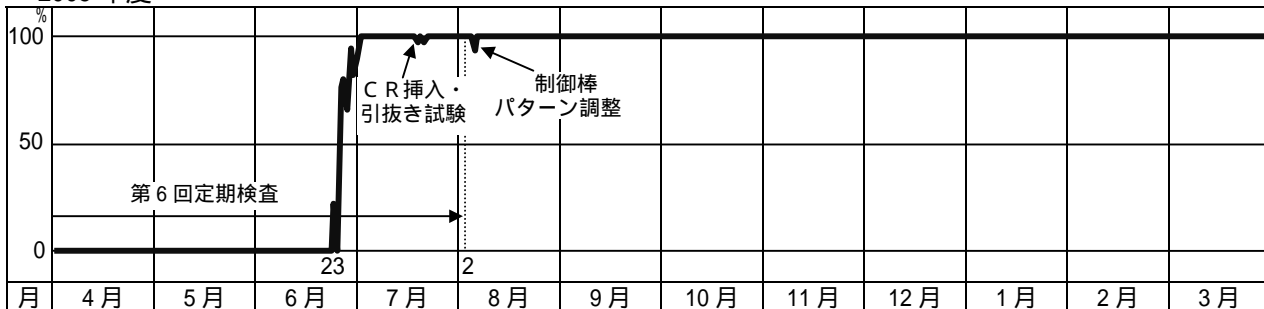 %
100
ＣＲ挿入・
引抜き試験
制御棒
パターン調整
50
第６回定期検査
0
23
2
月 ４月 ５月 ６月 ７月 ８月 ９月 10月 11月 12月 １月 ２月 ３月